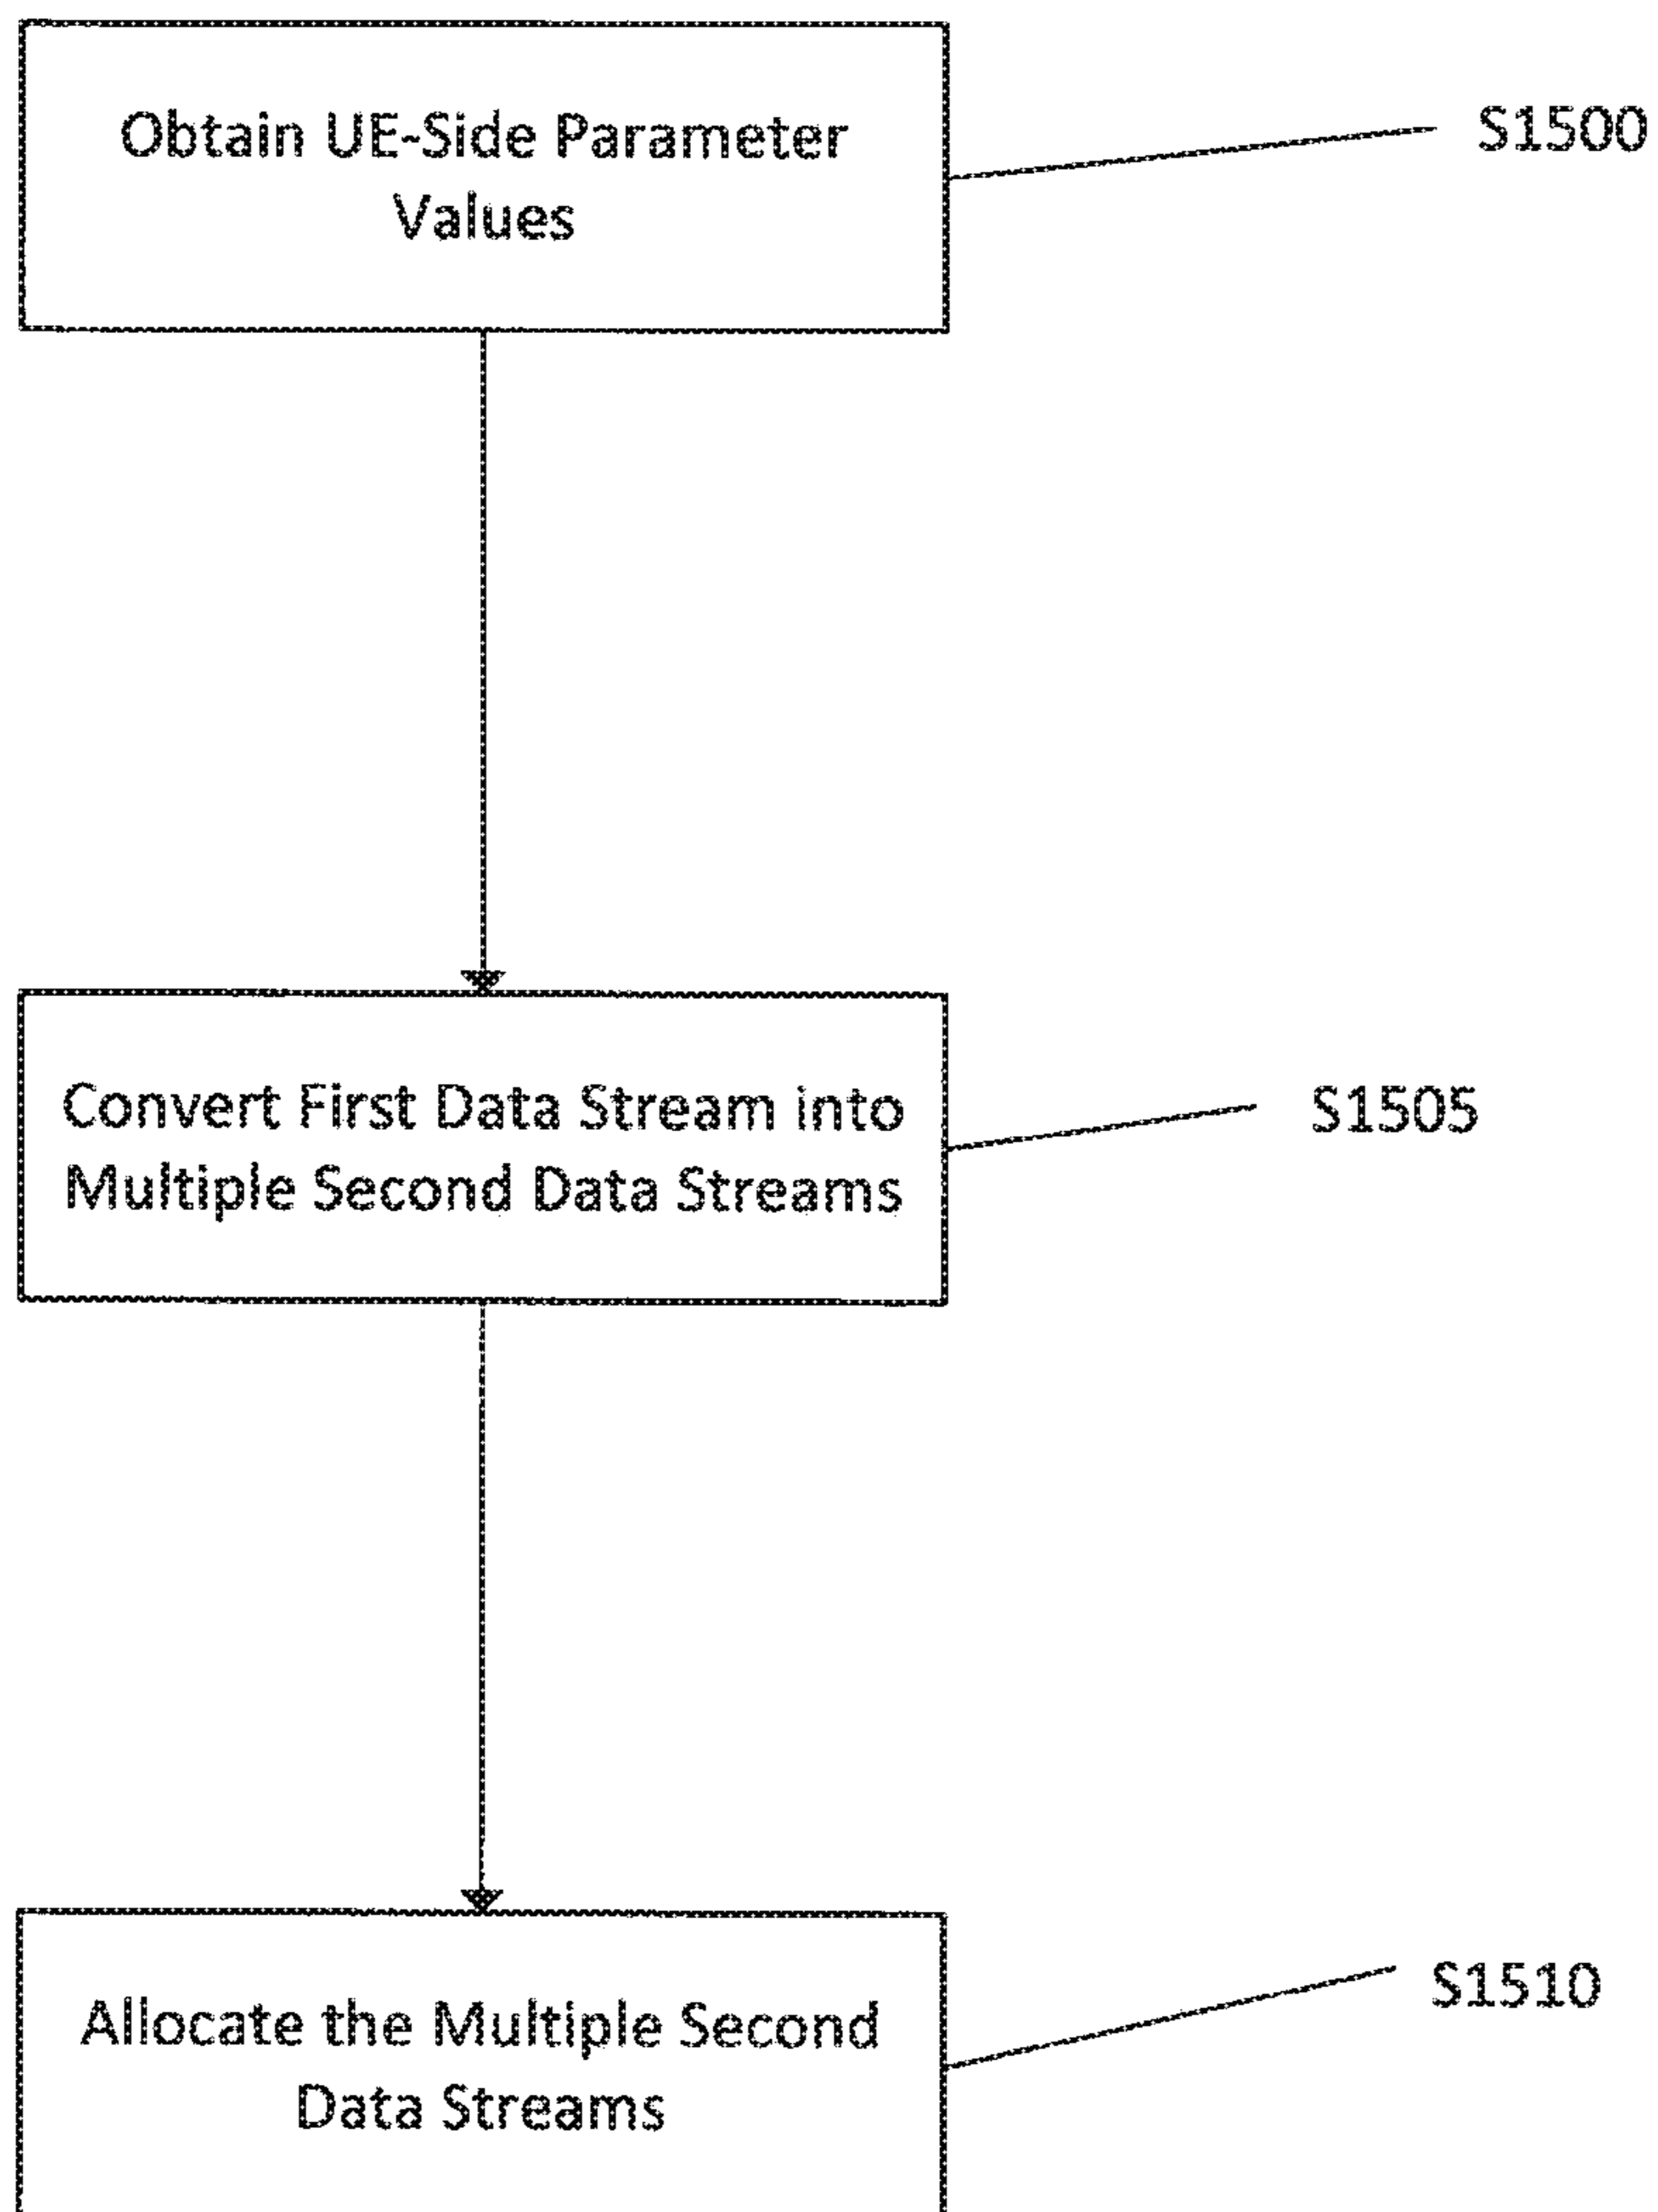 Obtain UE-Side Parameter
Values
S1500
Convert First Data Stream into
Multiple Second Data Streams
S1505
Allocate the Multiple Second
Data Streams
S1510